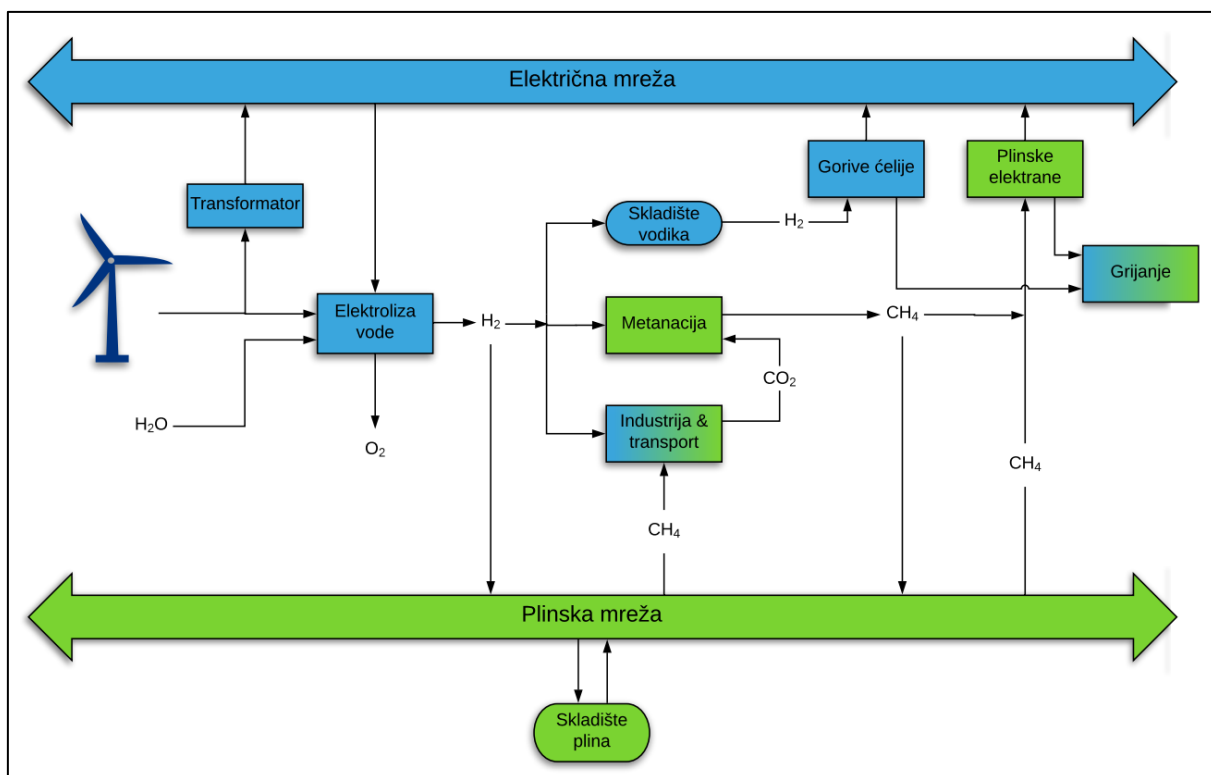 Električna mreža
Gorive ćelije
Plinske
elektrane
Transformator
Skladište
vodika
H₂
Grijanje
Elektroliza
vode
H₂
Metanacija
CH₄
CO₂
H₂O
O₂
Industrija &
transport
CH₄
CH₄
Plinska mreža
Skladište
plina